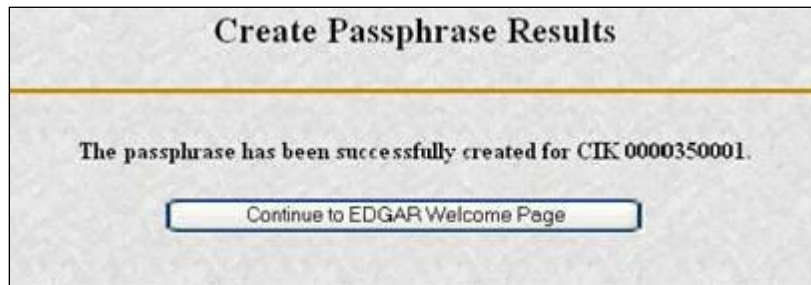 Create Passphrase Results
The passphrase has been successfully created for CIK 0000350001.
Continue to EDGAR Welcome Page